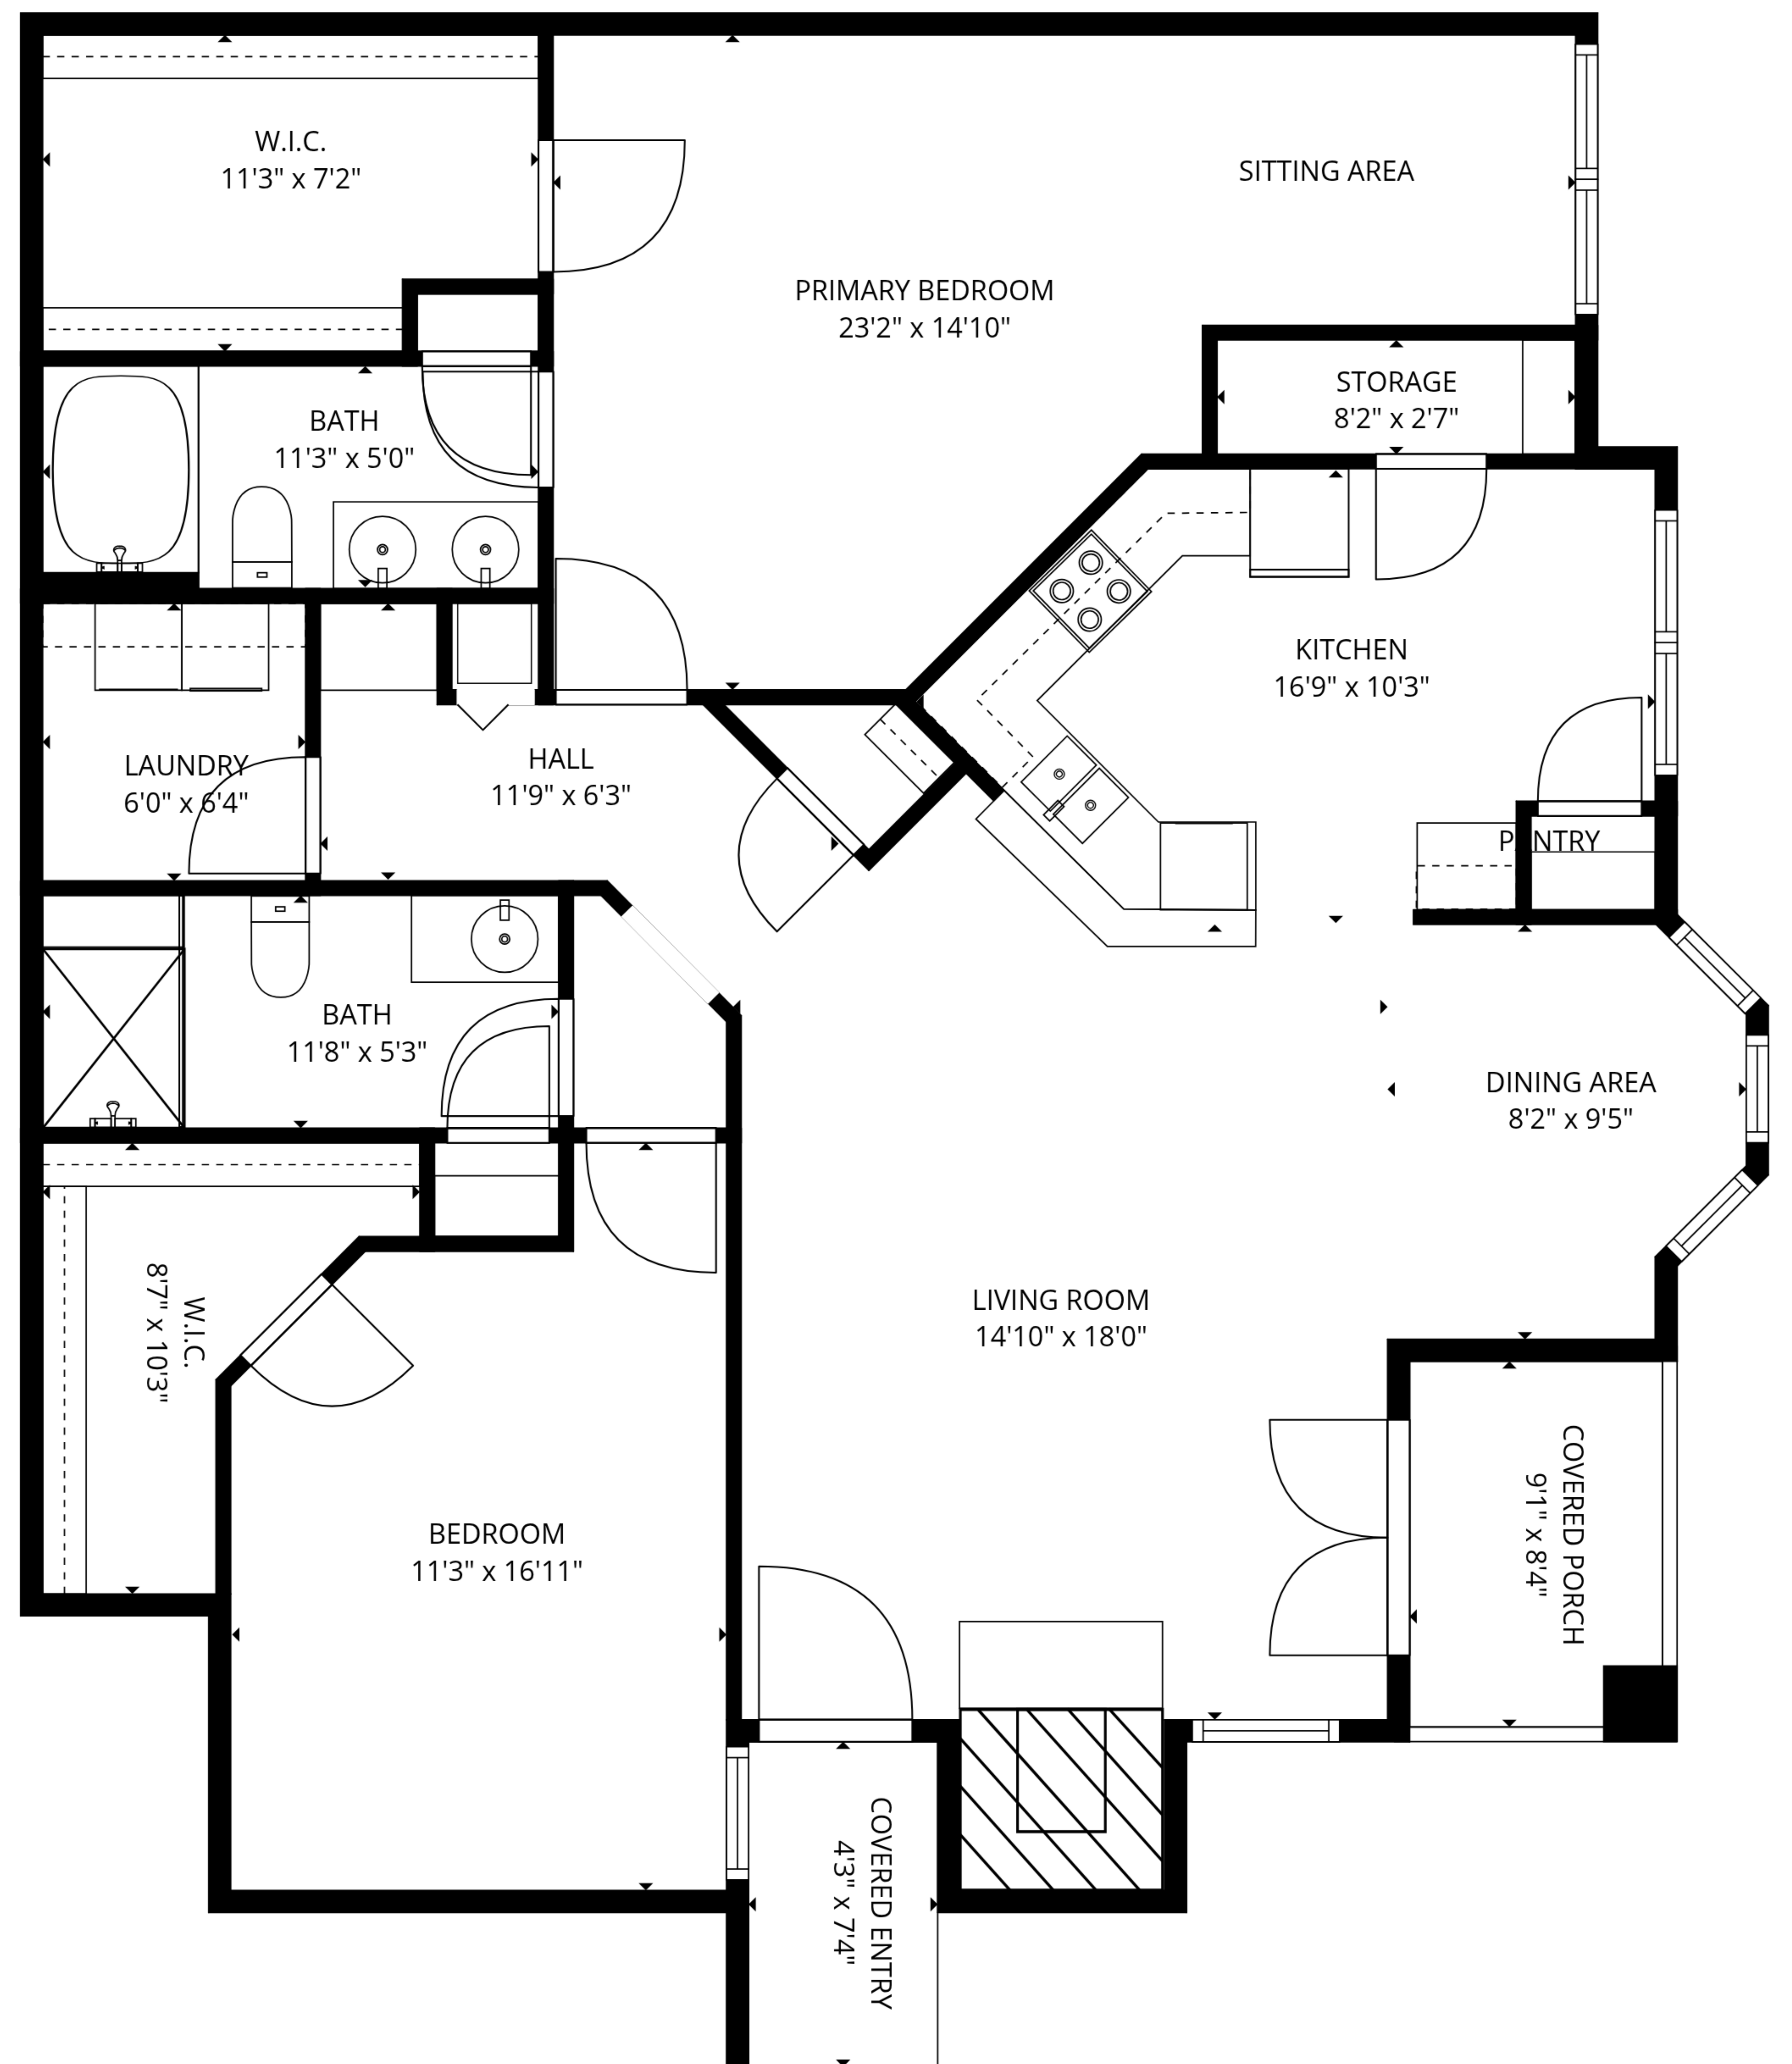 W.I.C.
11'3" x 7'2"
SITTING AREA
PRIMARY BEDROOM
23'2" x 14'10"
STORAGE
8'2" x 2'7"
BATH
11'3" x 5'0"
KITCHEN
16'9" x 10'3"
LAUNDRY
6'0" x 6'4"
HALL
11'9" x 6'3"
PANTRY
BATH
11'8" x 5'3"
DINING AREA
8'2" x 9'5"
W.I.C.
8'7" x 10'3"
LIVING ROOM
14'10" x 18'0"
COVERED PORCH
9'1" x 8'4"
BEDROOM
11'3" x 16'11"
COVERED ENTRY
4'3" x 7'4"